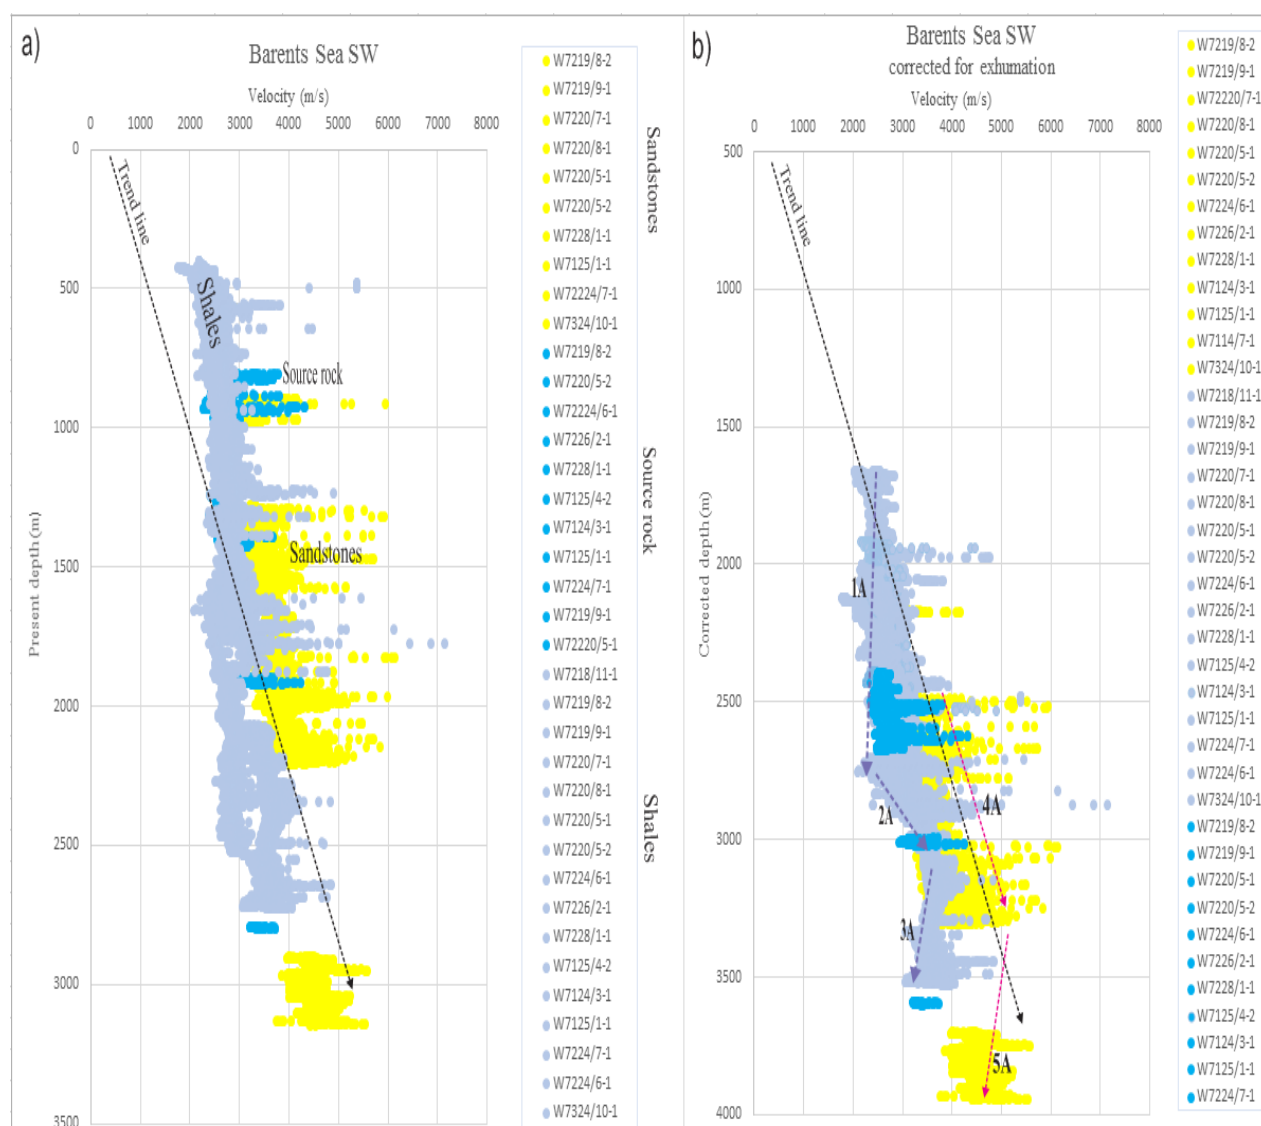 a)
Barents Sea SW
Velocity (m/s)
0 1000 2000 3000 4000 5000 6000 7000 8000
0
500
1000
1500
2000
2500
3000
3500
Present depth (m)
Trend line
Shales
Source rock
Sandstones
W7219/8-2
W7219/9-1
W7220/7-1
W7220/8-1
W7220/5-1
W7220/5-2
W7228/1-1
W7125/1-1
W72224/7-1
W7324/10-1
W7219/8-2
W7220/5-2
W72224/6-1
W7226/2-1
W7228/1-1
W7125/4-2
W7124/3-1
W7125/1-1
W7224/7-1
W7219/9-1
W72220/5-1
W7218/11-1
W7219/8-2
W7219/9-1
W7220/7-1
W7220/8-1
W7220/5-1
W7220/5-2
W7224/6-1
W7226/2-1
W7228/1-1
W7125/4-2
W7124/3-1
W7125/1-1
W7224/7-1
W7224/6-1
W7324/10-1
Sandstones
Source rock
Shales
b)
Barents Sea SW
corrected for exhumation
Velocity (m/s)
0 1000 2000 3000 4000 5000 6000 7000 8000
500
1000
1500
2000
2500
3000
3500
4000
Corrected depth (m)
Trend line
1A
2A
3A
4A
5A
W7219/8-2
W7219/9-1
W72220/7-1
W7220/8-1
W7220/5-1
W7220/5-2
W7224/6-1
W7226/2-1
W7228/1-1
W7124/3-1
W7125/1-1
W7114/7-1
W7324/10-1
W7218/11-1
W7219/8-2
W7219/9-1
W7220/7-1
W7220/8-1
W7220/5-1
W7220/5-2
W7224/6-1
W7226/2-1
W7228/1-1
W7125/4-2
W7124/3-1
W7125/1-1
W7224/7-1
W7224/6-1
W7324/10-1
W7219/8-2
W7219/9-1
W7220/5-1
W7220/5-2
W7224/6-1
W7226/2-1
W7228/1-1
W7125/4-2
W7124/3-1
W7125/1-1
W7224/7-1